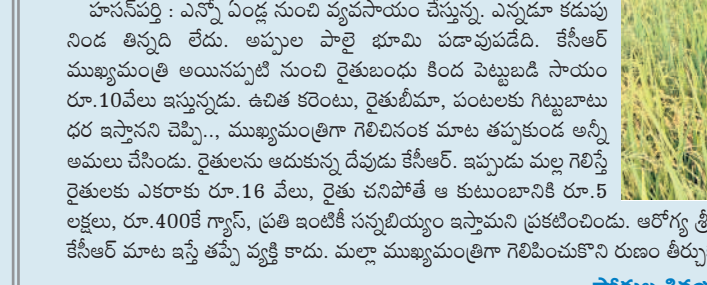 హసన్‌పర్తి : ఎన్నో ఏండ్ల నుంచి వ్యవసాయం చేస్తున్న. ఎన్నడూ కడుపు
నిండ తిన్నది లేదు. అప్పుల పాలై భూమి పడావుపడేది. కేసీఆర్
ముఖ్యమంత్రి అయినప్పటి నుంచి రైతుబంధు కింద పెట్టుబడి సాయం
రూ.10వేలు ఇస్తున్నడు. ఉచిత కరెంటు, రైతుబీమా, పంటలకు గిట్టుబాటు
ధర ఇస్తానని చెప్పి.., ముఖ్యమంత్రిగా గెలిచినంక మాట తప్పకుండ అన్నీ
అమలు చేసిండు. రైతులను ఆదుకున్న దేవుడు కేసీఆర్. ఇప్పుడు మల్ల గెలిస్తే
రైతులకు ఎకరాకు రూ.16 వేలు, రైతు చనిపోతే ఆ కుటుంబానికి రూ.5
లక్షలు, రూ.400కే గ్యాస్, ప్రతి ఇంటికీ సన్నబియ్యం ఇస్తామని ప్రకటించిండు. ఆరోగ్య శ్రీ
కేసీఆర్ మాట ఇస్తే తప్పే వ్యక్తి కాదు. మల్లా ముఖ్యమంత్రిగా గెలిపించుకొని రుణం తీర్చు